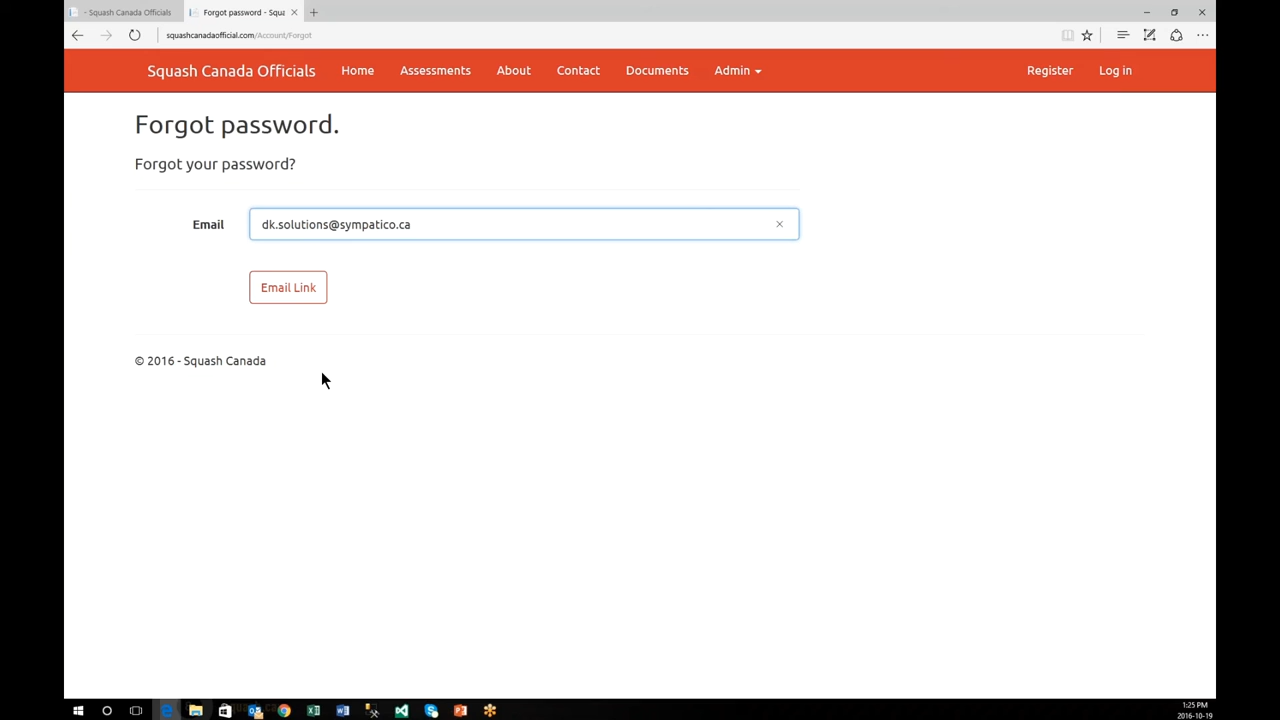 - Squash Canada Officials
Forgot password - Squa
squashcanadaofficial.com/Account/Forgot
Squash Canada Officials Home Assessments About Contact Documents Admin Register Log in
Forgot password.
Forgot your password?
Email dk.solutions@sympatico.ca
Email Link
© 2016 - Squash Canada
1:25 PM
2016-10-19